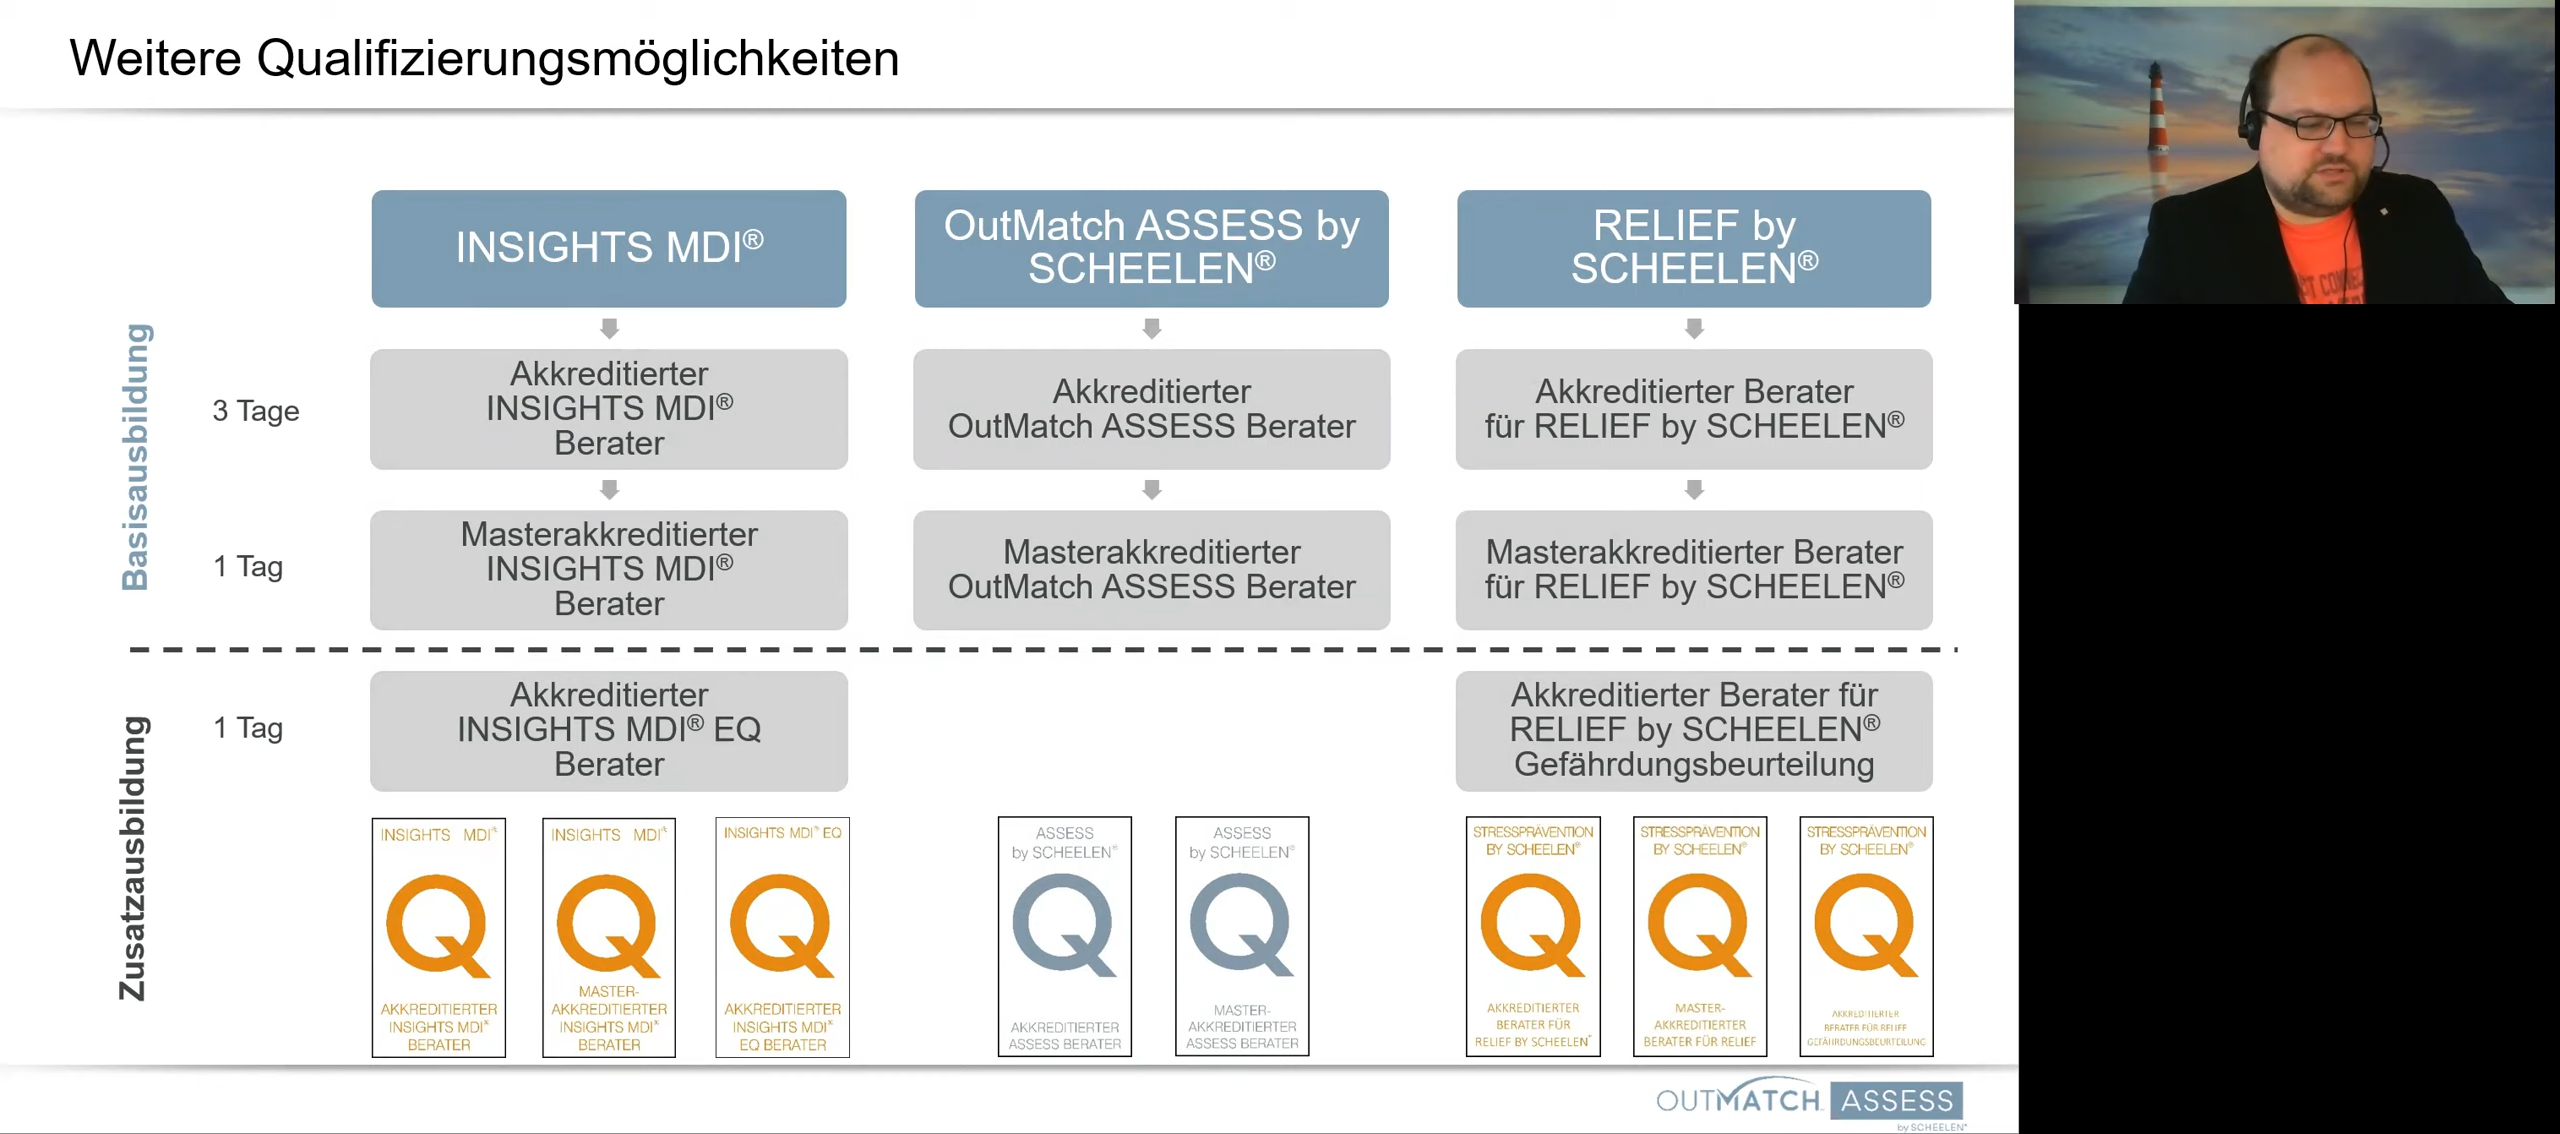 Weitere Qualifizierungsmöglichkeiten
INSIGHTS MDI®
OutMatch ASSESS by
SCHEELEN®
RELIEF by
SCHEELEN®
Basisausbildung
3 Tage
Akkreditierter
INSIGHTS MDI®
Berater
Akkreditierter
OutMatch ASSESS Berater
Akkreditierter Berater
für RELIEF by SCHEELEN®
1 Tag
Masterakkreditierter
INSIGHTS MDI®
Berater
Masterakkreditierter
OutMatch ASSESS Berater
Masterakkreditierter Berater
für RELIEF by SCHEELEN®
Zusatzausbildung
1 Tag
Akkreditierter
INSIGHTS MDI® EQ
Berater
Akkreditierter Berater für
RELIEF by SCHEELEN®
Gefährdungsbeurteilung
INSIGHTS MDI®
Q
AKKREDITIERTER
INSIGHTS MDI®
BERATER
INSIGHTS MDI®
Q
MASTER-
AKKREDITIERTER
INSIGHTS MDI®
BERATER
INSIGHTS MDI® EQ
Q
AKKREDITIERTER
INSIGHTS MDI®
EQ BERATER
ASSESS
by SCHEELEN®
Q
AKKREDITIERTER
ASSESS BERATER
ASSESS
by SCHEELEN®
Q
MASTER-
AKKREDITIERTER
ASSESS BERATER
STRESSPRÄVENTION
BY SCHEELEN®
Q
AKKREDITIERTER
BERATER FÜR
RELIEF BY SCHEELEN®
STRESSPRÄVENTION
BY SCHEELEN®
Q
MASTER-
AKKREDITIERTER
BERATER FÜR RELIEF
STRESSPRÄVENTION
BY SCHEELEN®
Q
AKKREDITIERTER
BERATER FÜR RELIEF
GEFÄHRDUNGSBEURTEILUNG
OUTMATCH ASSESS
by SCHEELEN®